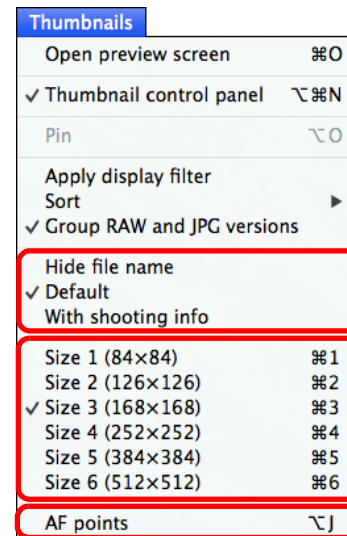 Thumbnails
Open preview screen ⌘O
✓ Thumbnail control panel ⌥⌘N
Pin ⌥O
Apply display filter
Sort ▶
✓ Group RAW and JPG versions
Hide file name
✓ Default
With shooting info
Size 1 (84×84) ⌘1
Size 2 (126×126) ⌘2
✓ Size 3 (168×168) ⌘3
Size 4 (252×252) ⌘4
Size 5 (384×384) ⌘5
Size 6 (512×512) ⌘6
AF points ⌥J